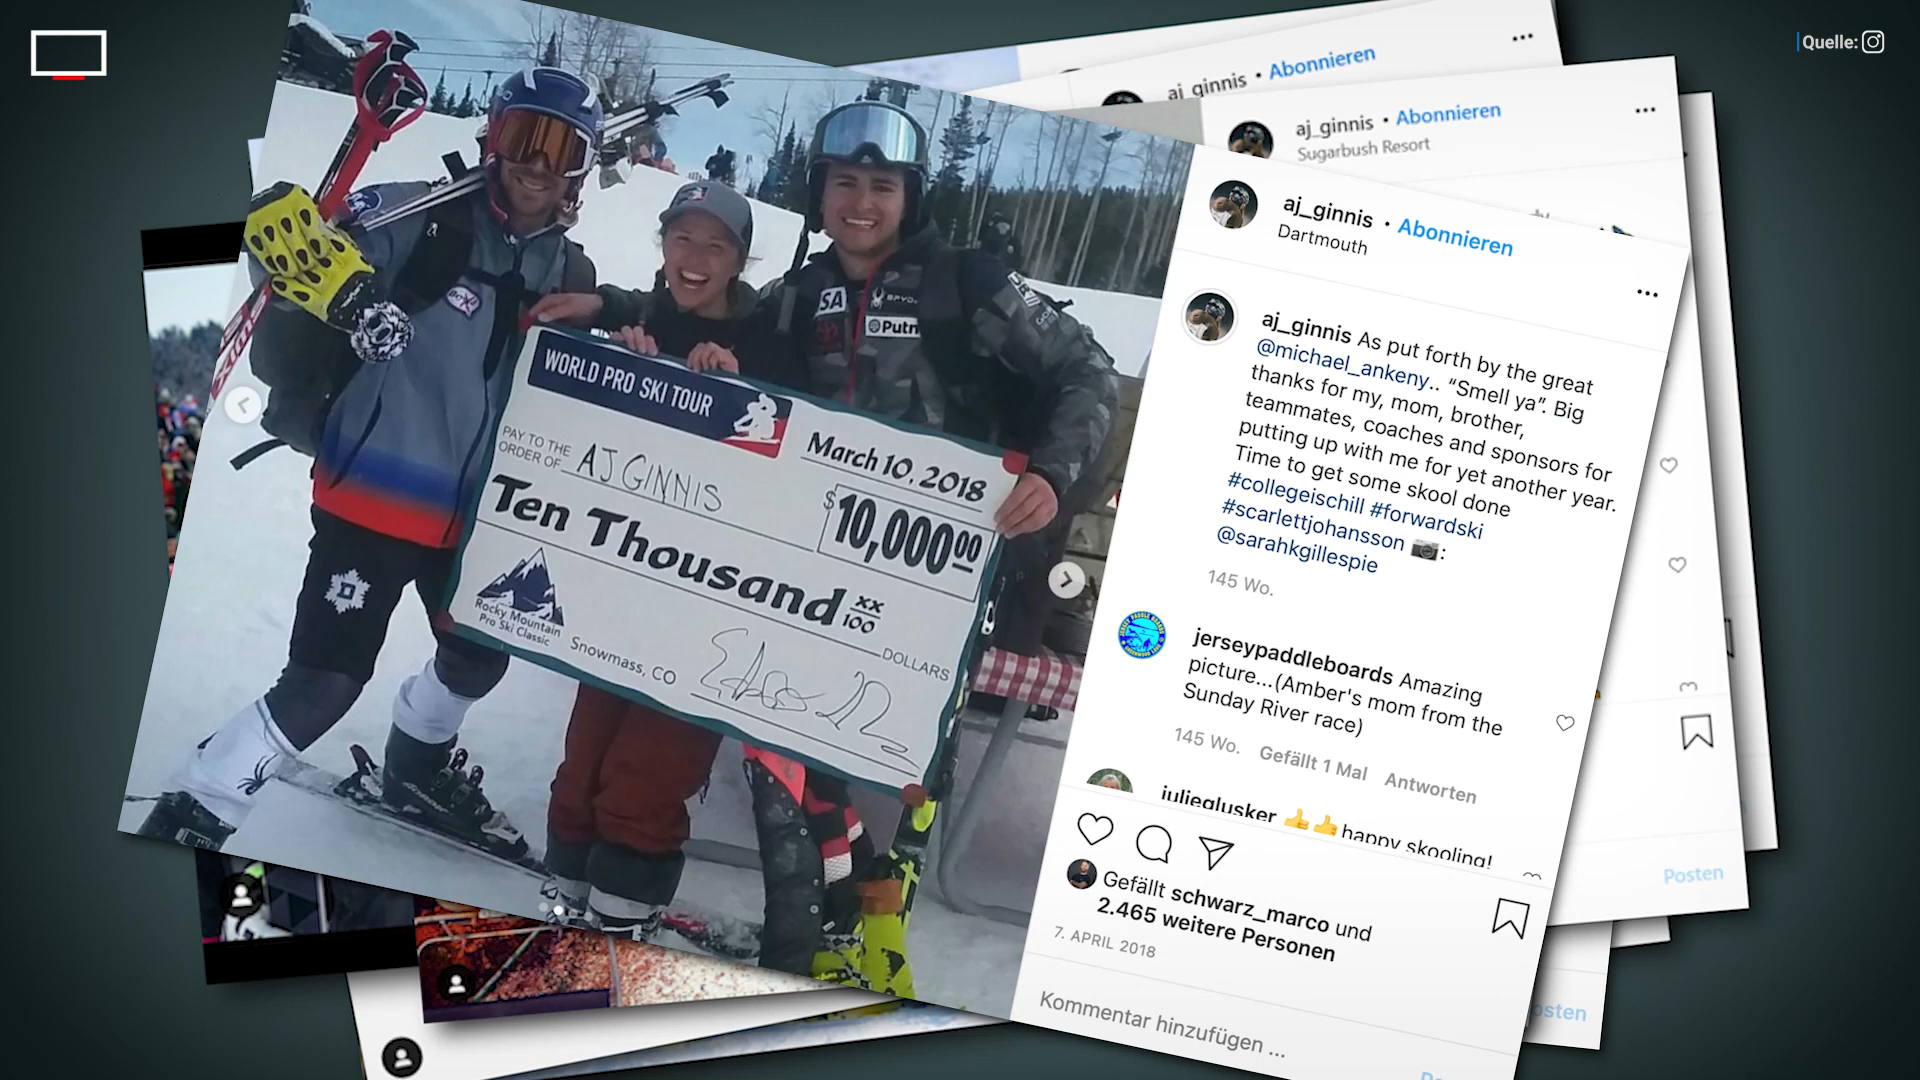 Quelle:
aj_ginnis • Abonnieren
aj_ginnis • Abonnieren
Sugarbush Resort
aj_ginnis • Abonnieren
Dartmouth
aj_ginnis As put forth by the great
@michael_ankeny.. “Smell ya”. Big
thanks for my, mom, brother,
teammates, coaches and sponsors for
putting up with me for yet another year.
Time to get some skool done
#collegeischill #forwardski
#scarlettjohansson 📷:
@sarahkgillespie
145 Wo.
jerseypaddleboards Amazing
picture...(Amber's mom from the
Sunday River race)
145 Wo. Gefällt 1 Mal Antworten
julieglusker 👍👍happy skooling!
Gefällt schwarz_marco und
2.465 weitere Personen
7. APRIL 2018
Kommentar hinzufügen ...
Posten
WORLD PRO SKI TOUR
March 10, 2018
PAY TO THE
ORDER OF AJ GINNIS
$10,000.00
Ten Thousand xx/100
DOLLARS
Rocky Mountain
Pro Ski Classic
Snowmass, CO
SPYDER
Putn
SA
D